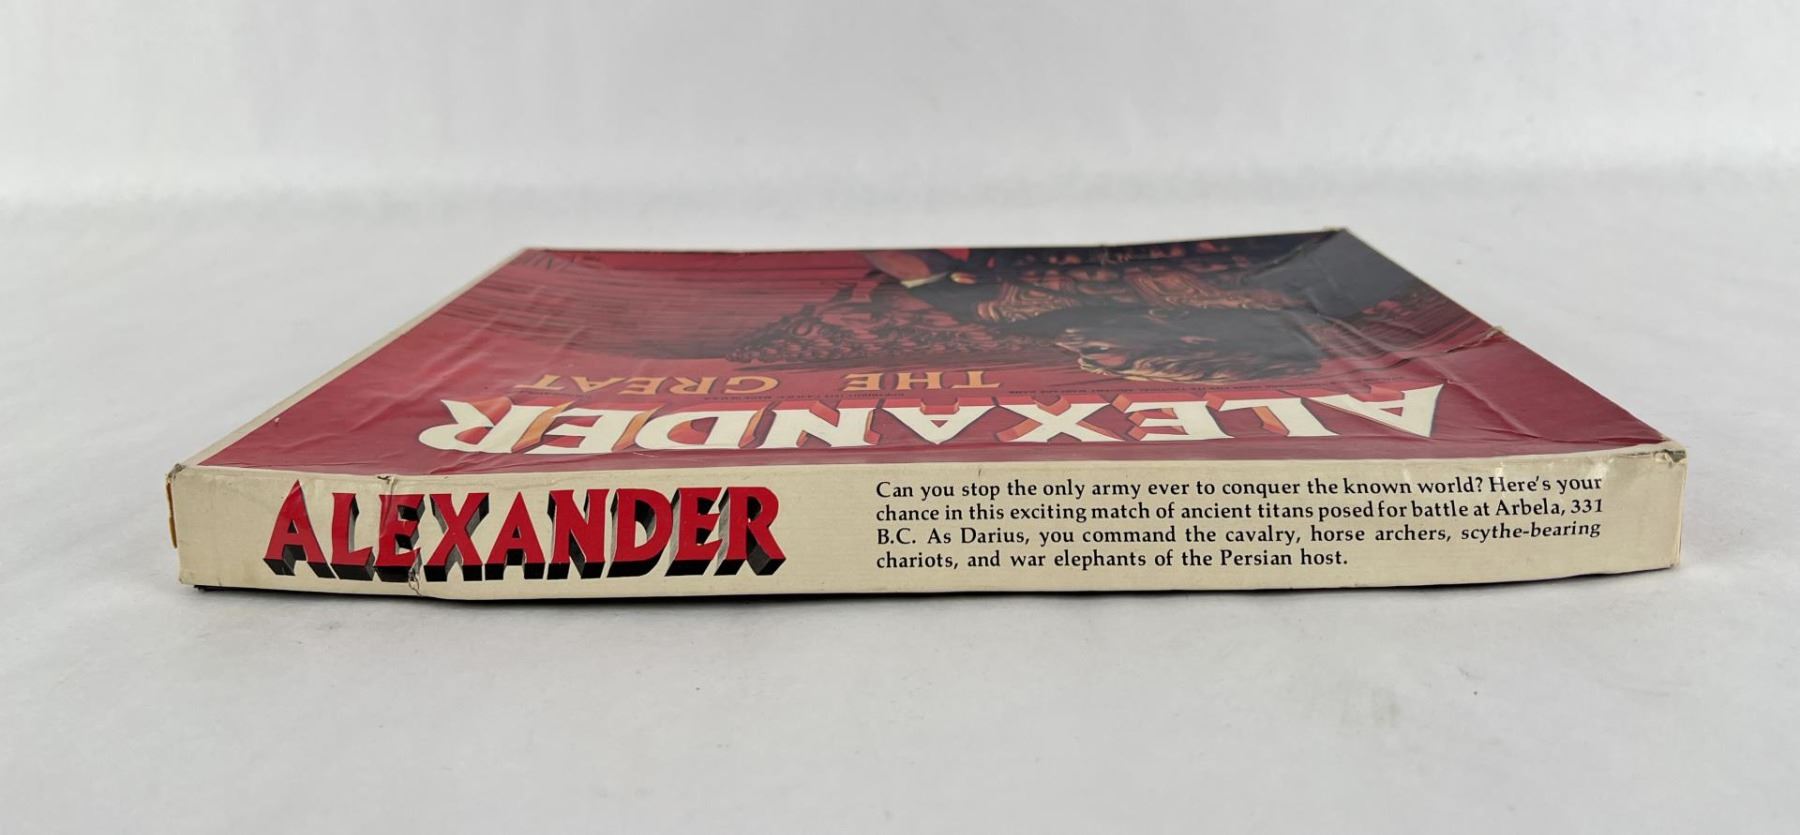 THE GREAT
ALEXANDER
ALEXANDER
Can you stop the only army ever to conquer the known world? Here's your
chance in this exciting match of ancient titans posed for battle at Arbela, 331
B.C. As Darius, you command the cavalry, horse archers, scythe-bearing
chariots, and war elephants of the Persian host.